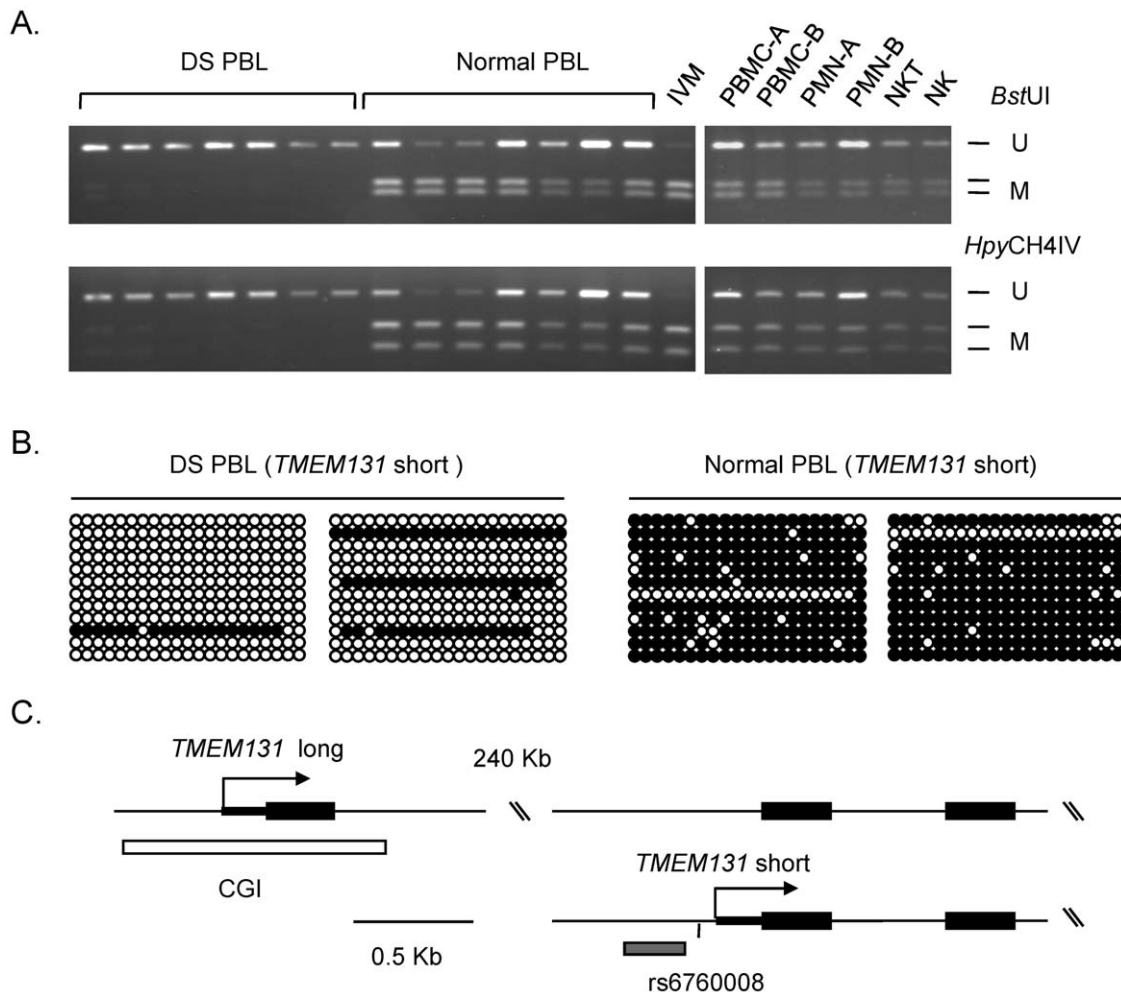 A.
DS PBL
Normal PBL
IVM
PBMC-A
PBMC-B
PMN-A
PMN-B
NKT
NK
BstUI
U
M
HpyCH4IV
U
M
B.
DS PBL (TMEM131 short )
Normal PBL (TMEM131 short)
C.
TMEM131 long
240 Kb
CGI
TMEM131 short
0.5 Kb
rs6760008